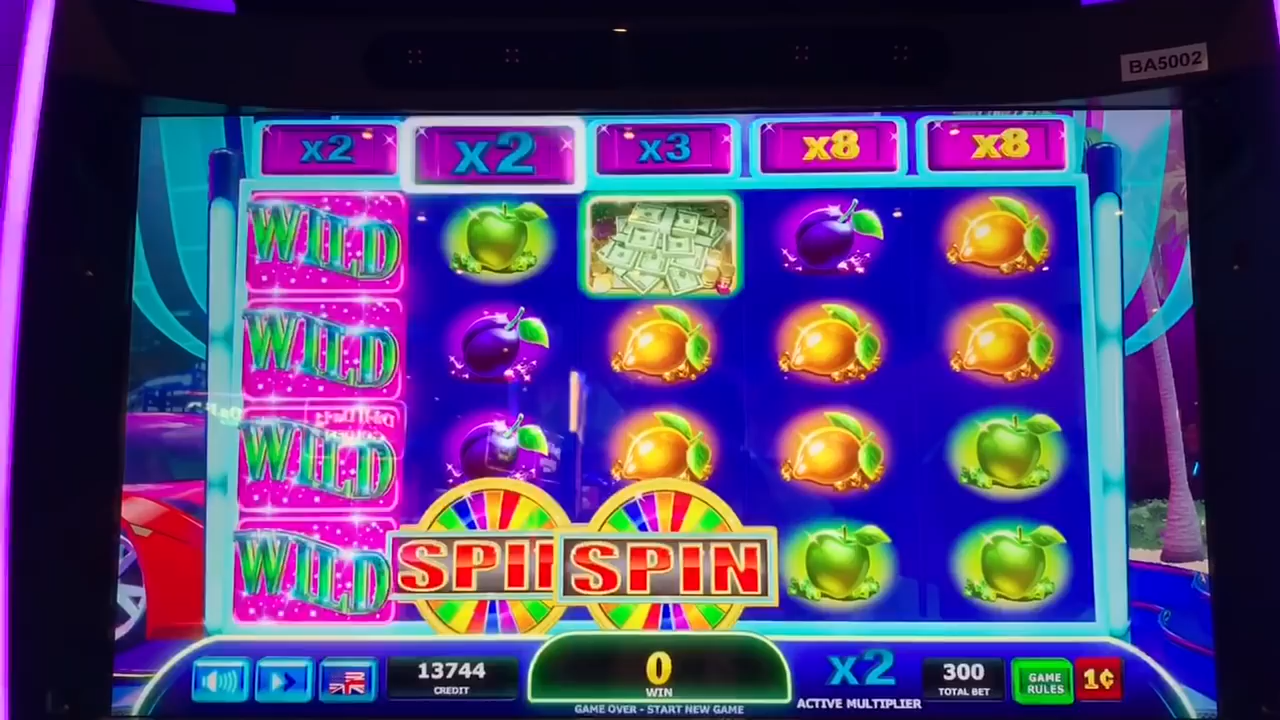 BA5002
x2 x2 x3 x8 x8
WILD
WILD
WILD
WILD
SPIN
13744
CREDIT
0
WIN
GAME OVER - START NEW GAME
x2
ACTIVE MULTIPLIER
300
TOTAL BET
GAME
RULES
1¢